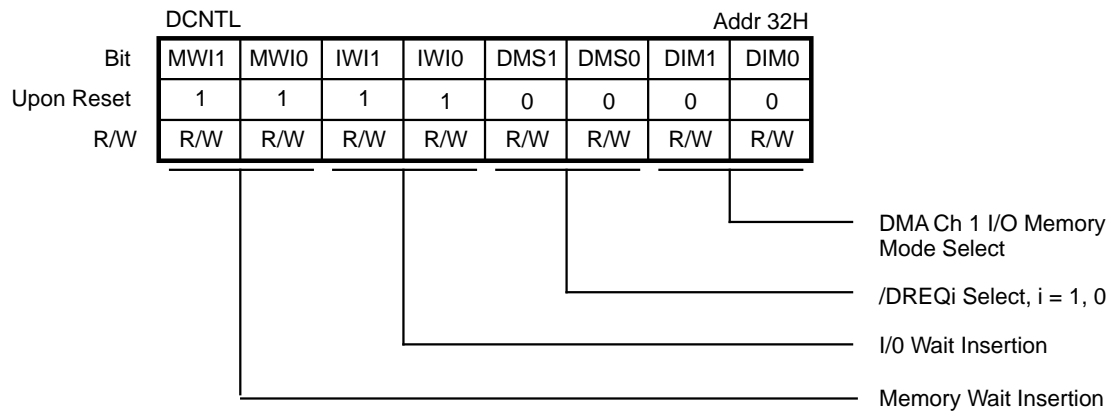 DCNTL Addr 32H
Bit MWI1 MWI0 IWI1 IWI0 DMS1 DMS0 DIM1 DIM0
Upon Reset 1 1 1 1 0 0 0 0
R/W R/W R/W R/W R/W R/W R/W R/W R/W
DMA Ch 1 I/O Memory
Mode Select
/DREQi Select, i = 1, 0
I/0 Wait Insertion
Memory Wait Insertion